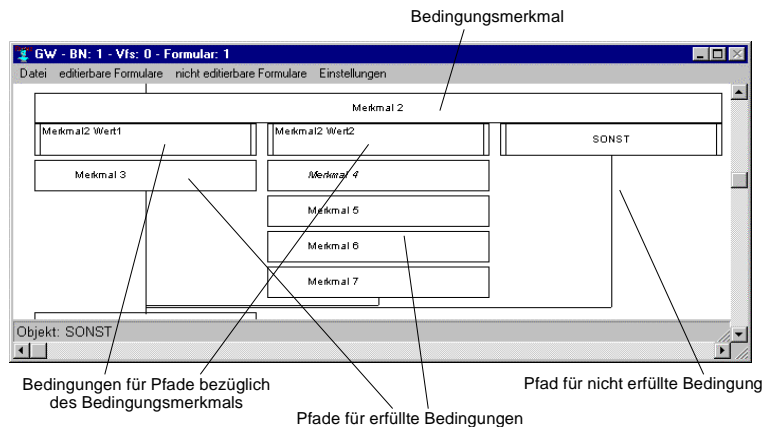 Bedingungsmerkmal
GW - BN: 1 - Vfs: 0 - Formular: 1
Datei editierbare Formulare nicht editierbare Formulare Einstellungen
Merkmal 2
Merkmal2 Wert1
Merkmal2 Wert2
SONST
Merkmal 3
Merkmal 4
Merkmal 5
Merkmal 6
Merkmal 7
Objekt: SONST
Bedingungen für Pfade bezüglich
des Bedingungsmerkmals
Pfad für nicht erfüllte Bedingung
Pfade für erfüllte Bedingungen